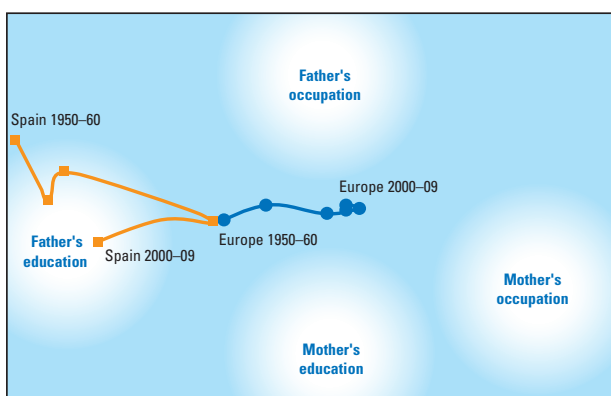 Father's
occupation
Spain 1950–60
Europe 2000–09
Father's
education
Spain 2000–09
Europe 1950–60
Mother's
occupation
Mother's
education